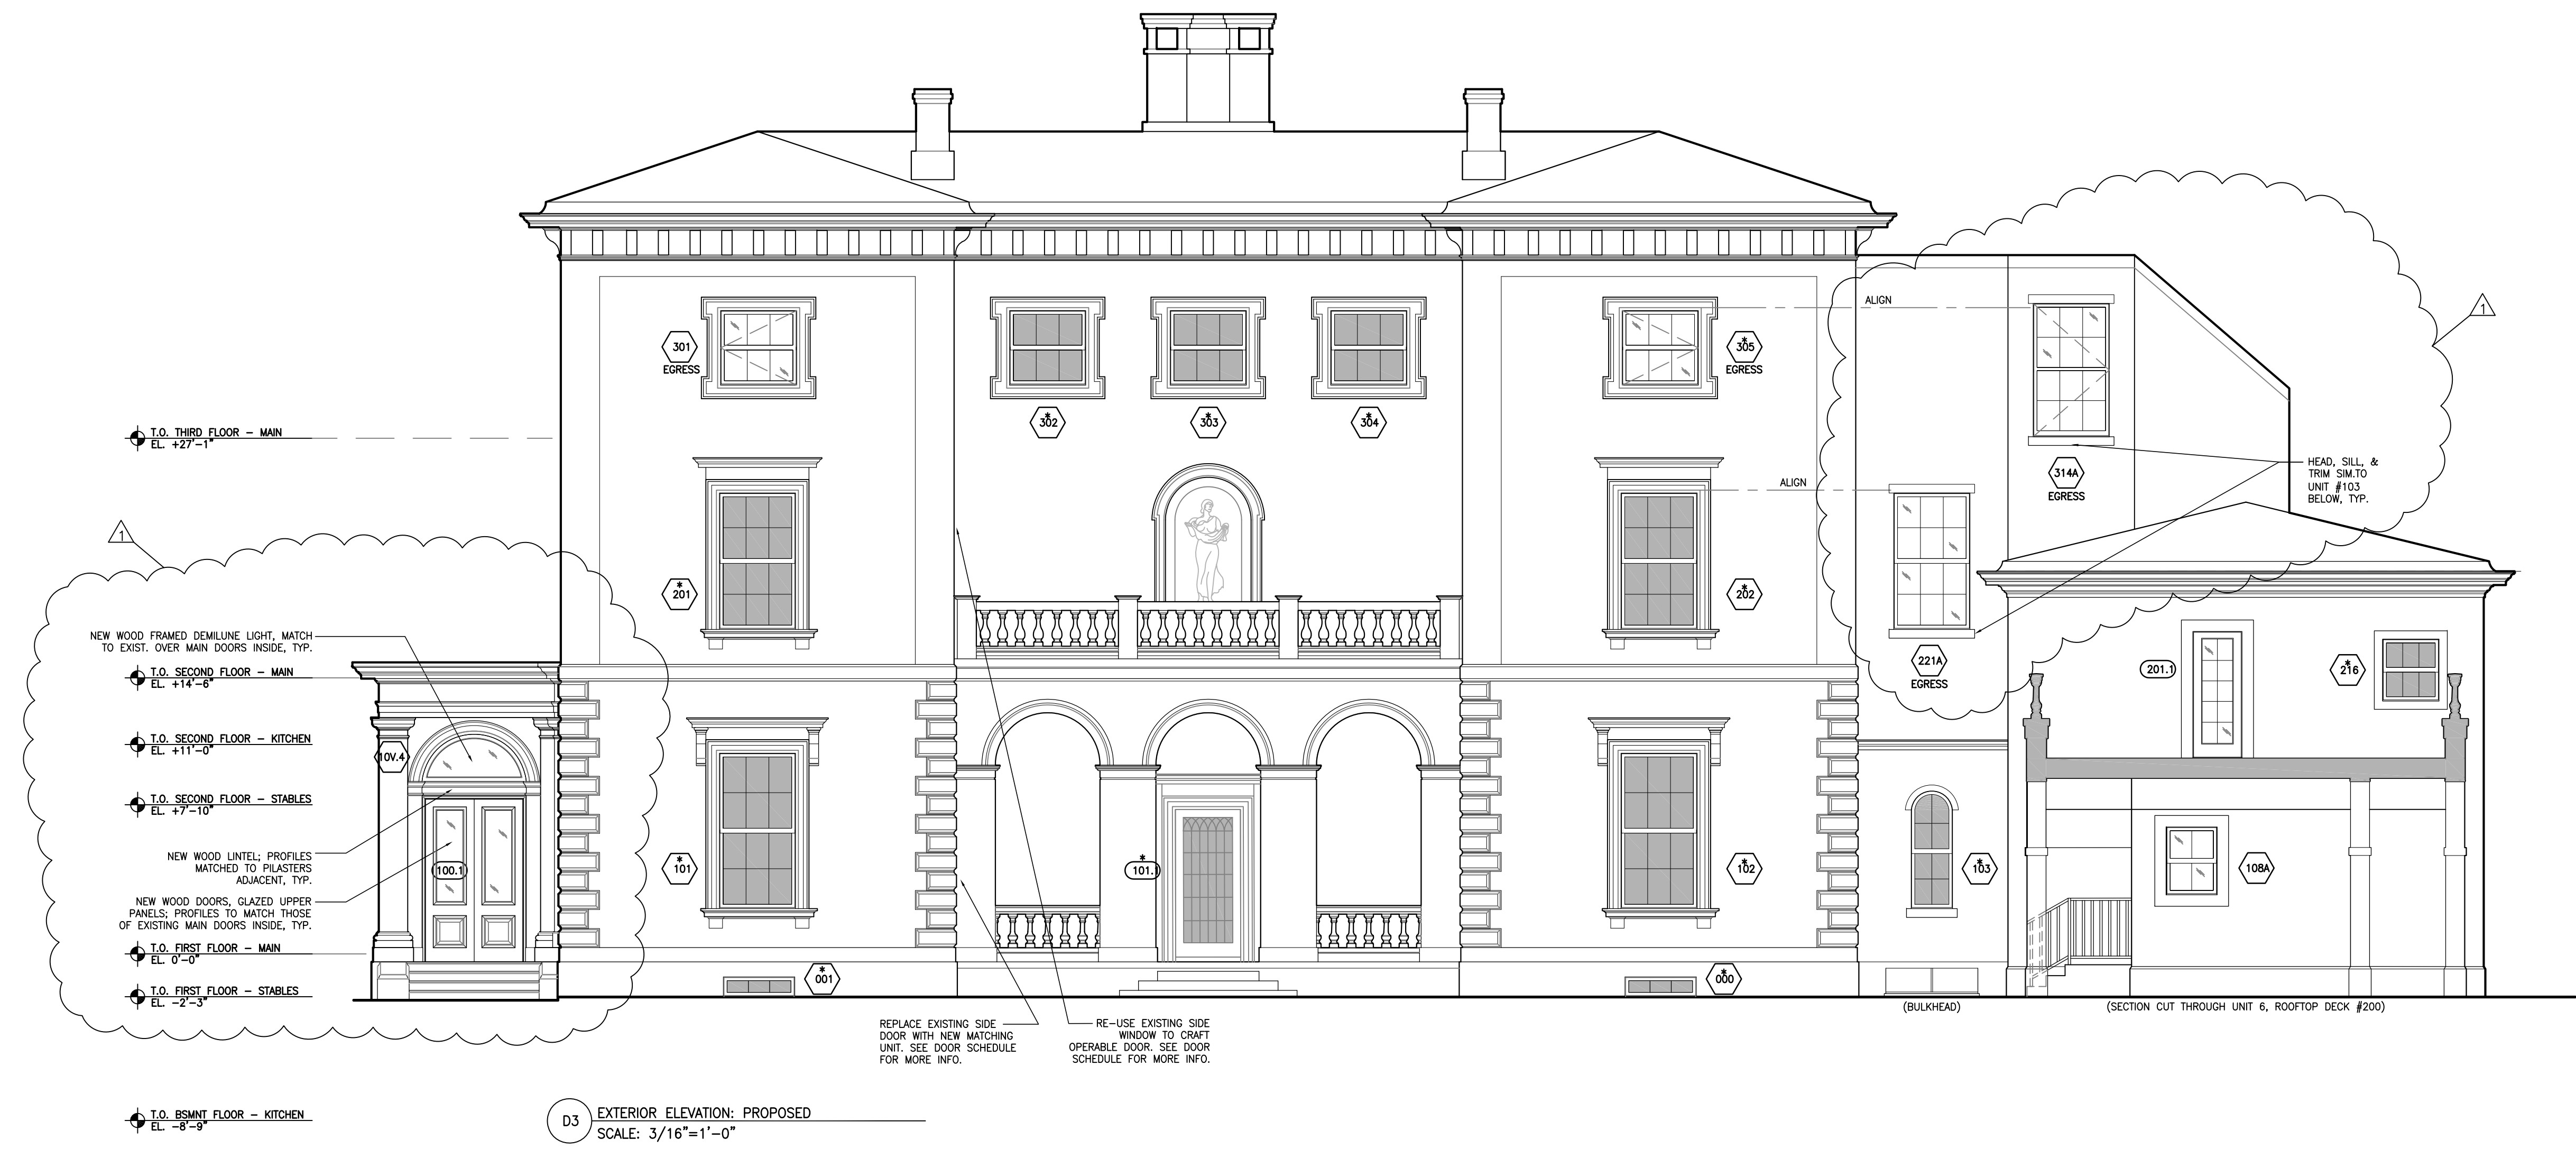 1
ALIGN
301
EGRESS
*
305
EGRESS
*
302
*
303
*
304
T.O. THIRD FLOOR – MAIN
EL. +27'–1"
HEAD, SILL, &
TRIM SIM.TO
UNIT #103
BELOW, TYP.
314A
EGRESS
ALIGN
1
*
201
*
202
NEW WOOD FRAMED DEMILUNE LIGHT, MATCH
TO EXIST. OVER MAIN DOORS INSIDE, TYP.
T.O. SECOND FLOOR – MAIN
EL. +14'–6"
221A
EGRESS
201.1
*
216
T.O. SECOND FLOOR – KITCHEN
EL. +11'–0"
10V.4
T.O. SECOND FLOOR – STABLES
EL. +7'–10"
NEW WOOD LINTEL; PROFILES
MATCHED TO PILASTERS
ADJACENT, TYP.
100.1
*
101
*
101.1
*
102
*
103
108A
NEW WOOD DOORS, GLAZED UPPER
PANELS; PROFILES TO MATCH THOSE
OF EXISTING MAIN DOORS INSIDE, TYP.
T.O. FIRST FLOOR – MAIN
EL. 0'–0"
T.O. FIRST FLOOR – STABLES
EL. –2'–3"
*
001
*
000
(BULKHEAD)
(SECTION CUT THROUGH UNIT 6, ROOFTOP DECK #200)
REPLACE EXISTING SIDE
DOOR WITH NEW MATCHING
UNIT. SEE DOOR SCHEDULE
FOR MORE INFO.
RE–USE EXISTING SIDE
WINDOW TO CRAFT
OPERABLE DOOR. SEE DOOR
SCHEDULE FOR MORE INFO.
T.O. BSMNT FLOOR – KITCHEN
EL. –8'–9"
D3
EXTERIOR ELEVATION: PROPOSED
SCALE: 3/16"=1'–0"